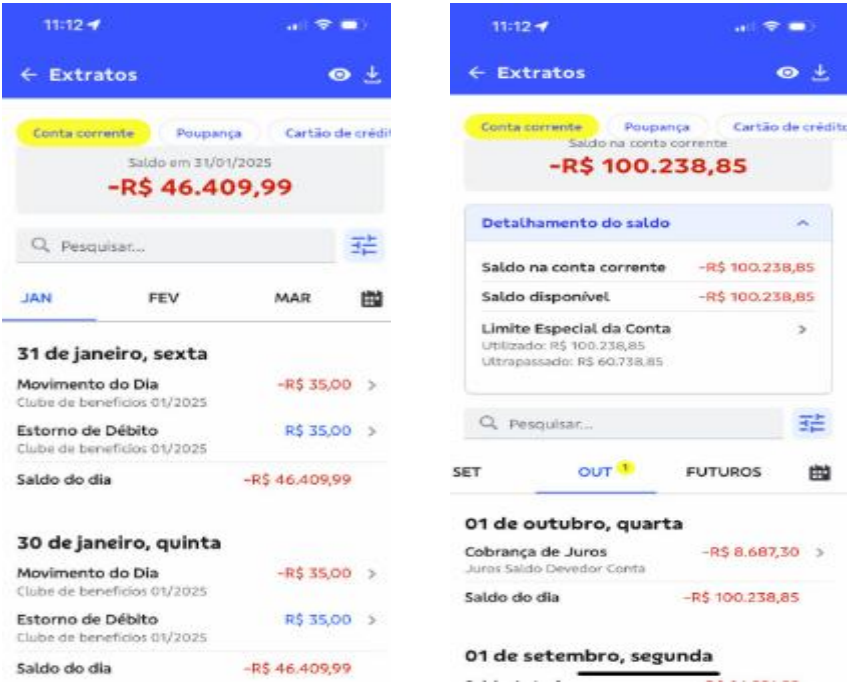 11:12
Extratos
Conta corrente Poupança Cartão de crédit
Saldo em 31/01/2025
-R$ 46.409,99
Pesquisar...
JAN FEV MAR
31 de janeiro, sexta
Movimento do Dia -R$ 35,00
Clube de benefícios 01/2025
Estorno de Débito R$ 35,00
Clube de benefícios 01/2025
Saldo do dia -R$ 46.409,99
30 de janeiro, quinta
Movimento do Dia -R$ 35,00
Clube de benefícios 01/2025
Estorno de Débito R$ 35,00
Clube de benefícios 01/2025
Saldo do dia -R$ 46.409,99
11:12
Extratos
Conta corrente Poupança Cartão de crédito
Saldo na conta corrente
-R$ 100.238,85
Detalhamento do saldo
Saldo na conta corrente -R$ 100.238,85
Saldo disponível -R$ 100.238,85
Limite Especial da Conta
Utilizado: R$ 100.238,85
Ultrapassado: R$ 60.738,85
Pesquisar...
SET OUT 1 FUTUROS
01 de outubro, quarta
Cobrança de Juros -R$ 8.687,30
Juros Saldo Devedor Conta
Saldo do dia -R$ 100.238,85
01 de setembro, segunda